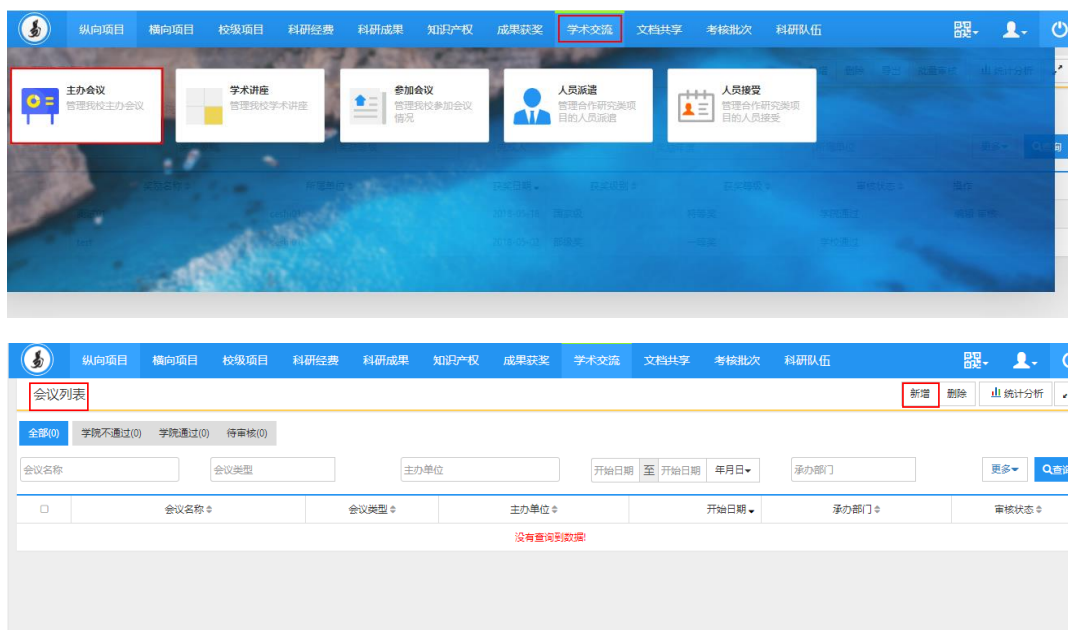 纵向项目 横向项目 校级项目 科研经费 科研成果 知识产权 成果获奖 学术交流 文档共享 考核批次 科研队伍
主办会议 学术讲座 参加会议 人员派遣 人员接受
管理我校主办会议 管理我校学术讲座 管理我校参加会议 管理合作研究类项 管理合作研究类项
情况 目的人员派遣 目的人员接受
纵向项目 横向项目 校级项目 科研经费 科研成果 知识产权 成果获奖 学术交流 文档共享 考核批次 科研队伍
会议列表 新增 删除 统计分析
全部(0) 学院不通过(0) 学院通过(0) 待审核(0)
会议名称 会议类型 主办单位 开始日期 至 开始日期 年月日 承办部门 更多 查询
会议名称 会议类型 主办单位 开始日期 承办部门 审核状态
没有查询到数据!